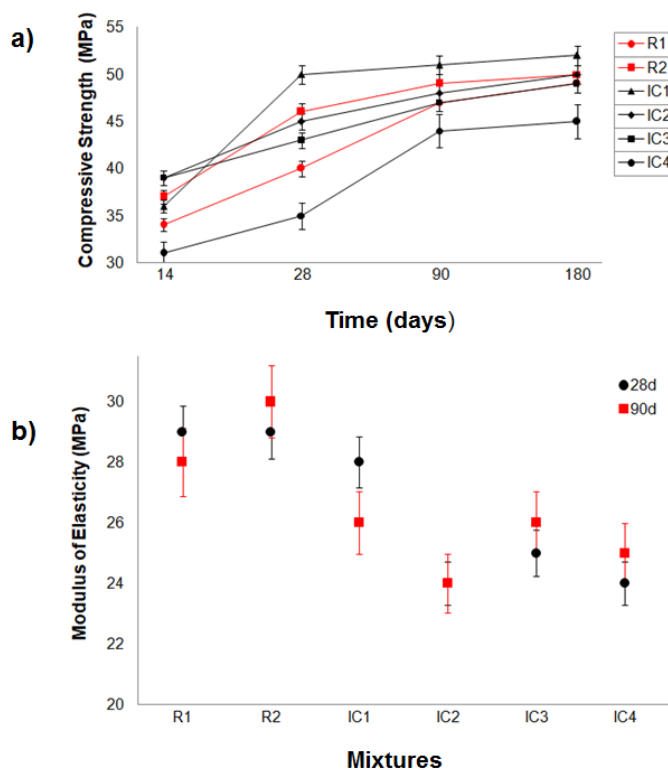 a)
Compressive Strength (MPa)
55
50
45
40
35
30
14 28 90 180
Time (days)
R1
R2
IC1
IC2
IC3
IC4
b)
Modulus of Elasticity (MPa)
30
28
26
24
22
20
28d
90d
R1 R2 IC1 IC2 IC3 IC4
Mixtures